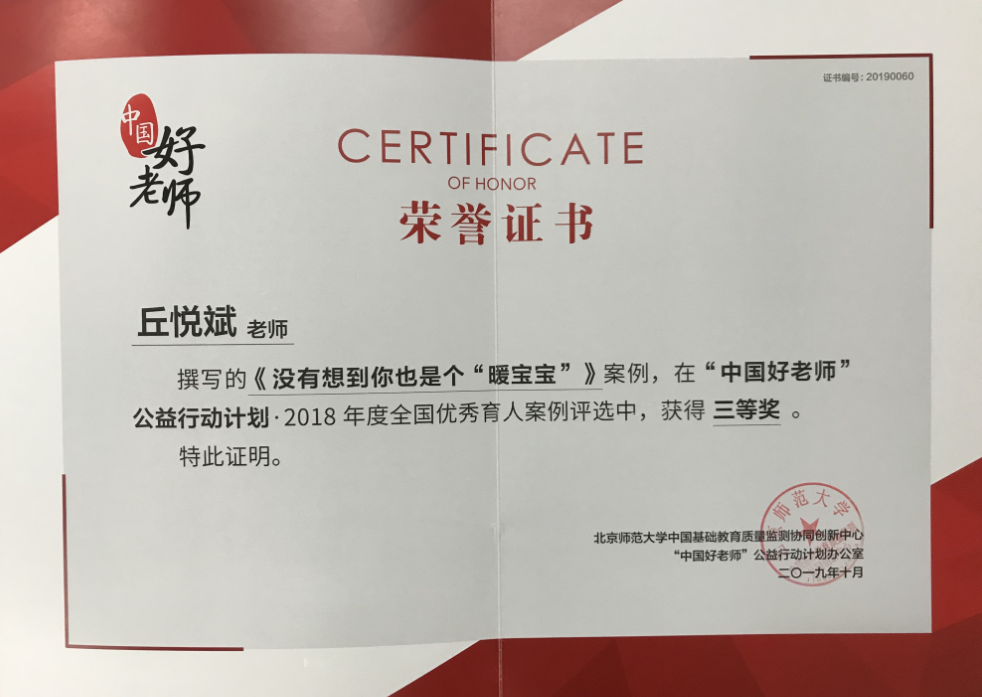 证书编号：20190060
中国
好
老师
CERTIFICATE
OF HONOR
荣誉证书
丘悦斌 老师
撰写的《没有想到你也是个“暖宝宝”》案例，在“中国好老师”
公益行动计划·2018 年度全国优秀育人案例评选中，获得 三等奖 。
特此证明。
师范大学
北京师范大学中国基础教育质量监测协同创新中心
“中国好老师”公益行动计划办公室
二〇一九年十月